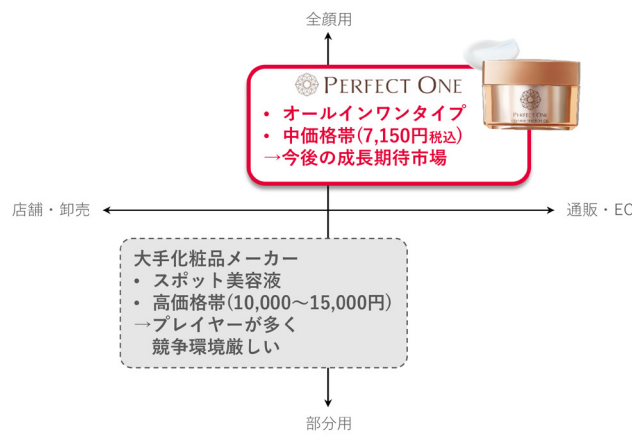 全顔用
PERFECT ONE
• オールインワンタイプ
• 中価格帯(7,150円税込)
→今後の成長期待市場
PERFECT ONE
店舗・卸売
通販・EC
大手化粧品メーカー
• スポット美容液
• 高価格帯(10,000～15,000円)
→プレイヤーが多く
競争環境厳しい
部分用